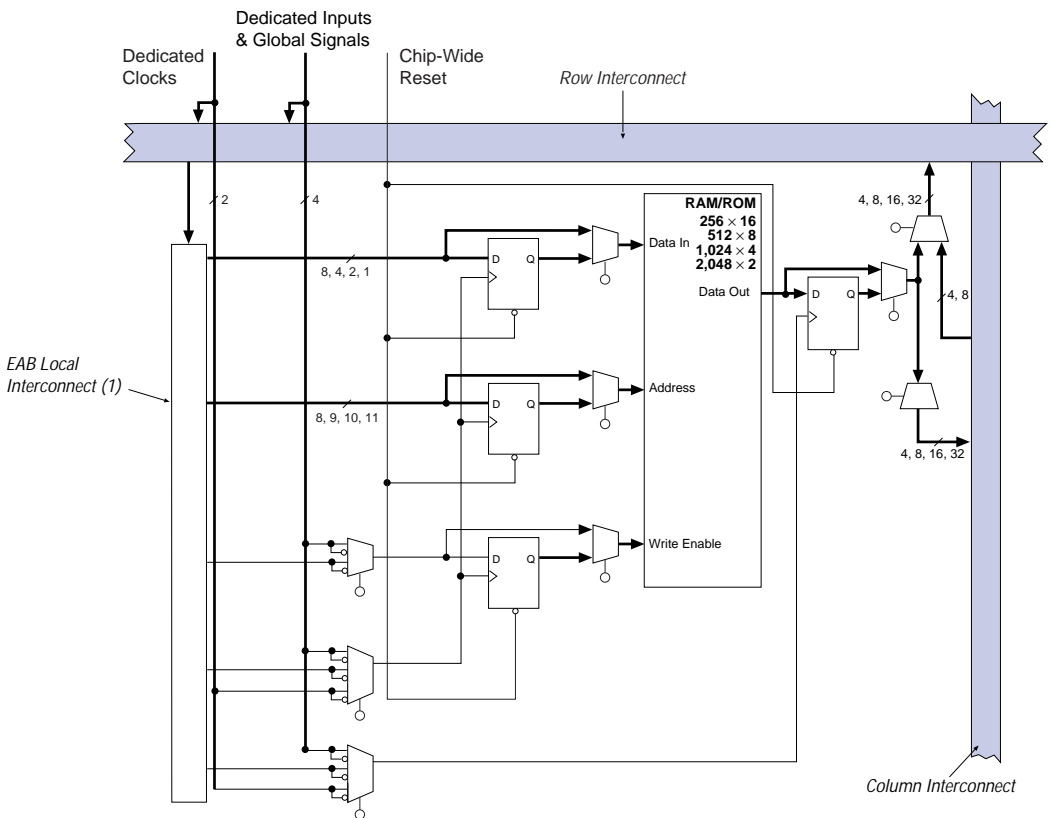 Dedicated Inputs
& Global Signals
Dedicated
Clocks
Chip-Wide
Reset
Row Interconnect
2
4
4, 8, 16, 32
RAM/ROM
256 × 16
512 × 8
1,024 × 4
2,048 × 2
Data In
D Q
8, 4, 2, 1
Data Out
D Q
4, 8
EAB Local
Interconnect (1)
Address
D Q
8, 9, 10, 11
4, 8, 16, 32
Write Enable
D Q
Column Interconnect